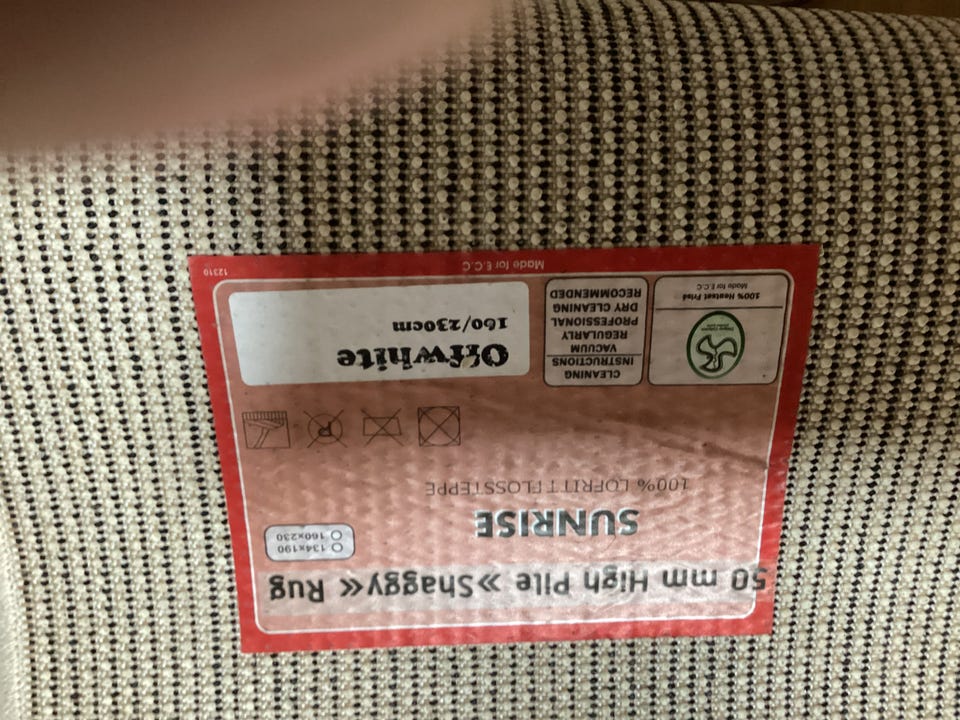 50 mm High Pile »Shaggy« Rug
134x190
160x230
SUNRISE
100% LOFRITT FLOSSTEPPE
100% Heatset Frisé
Made for E.C.C
CLEANING
INSTRUCTIONS
VACUUM
REGULARLY
PROFESSIONAL
DRY CLEANING
RECOMMENDED
Offwhite
160/230cm
Made for E.C.C
12310